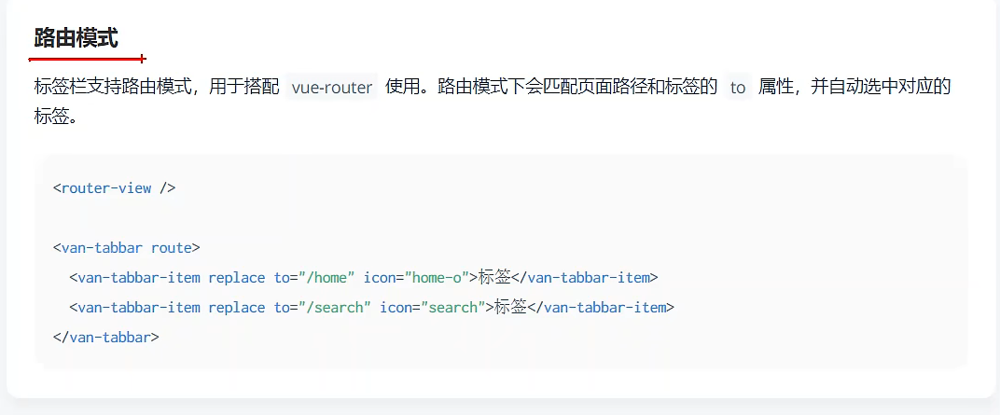 路由模式
标签栏支持路由模式，用于搭配 vue-router 使用。路由模式下会匹配页面路径和标签的 to 属性，并自动选中对应的
标签。
<router-view />
<van-tabbar route>
  <van-tabbar-item replace to="/home" icon="home-o">标签</van-tabbar-item>
  <van-tabbar-item replace to="/search" icon="search">标签</van-tabbar-item>
</van-tabbar>